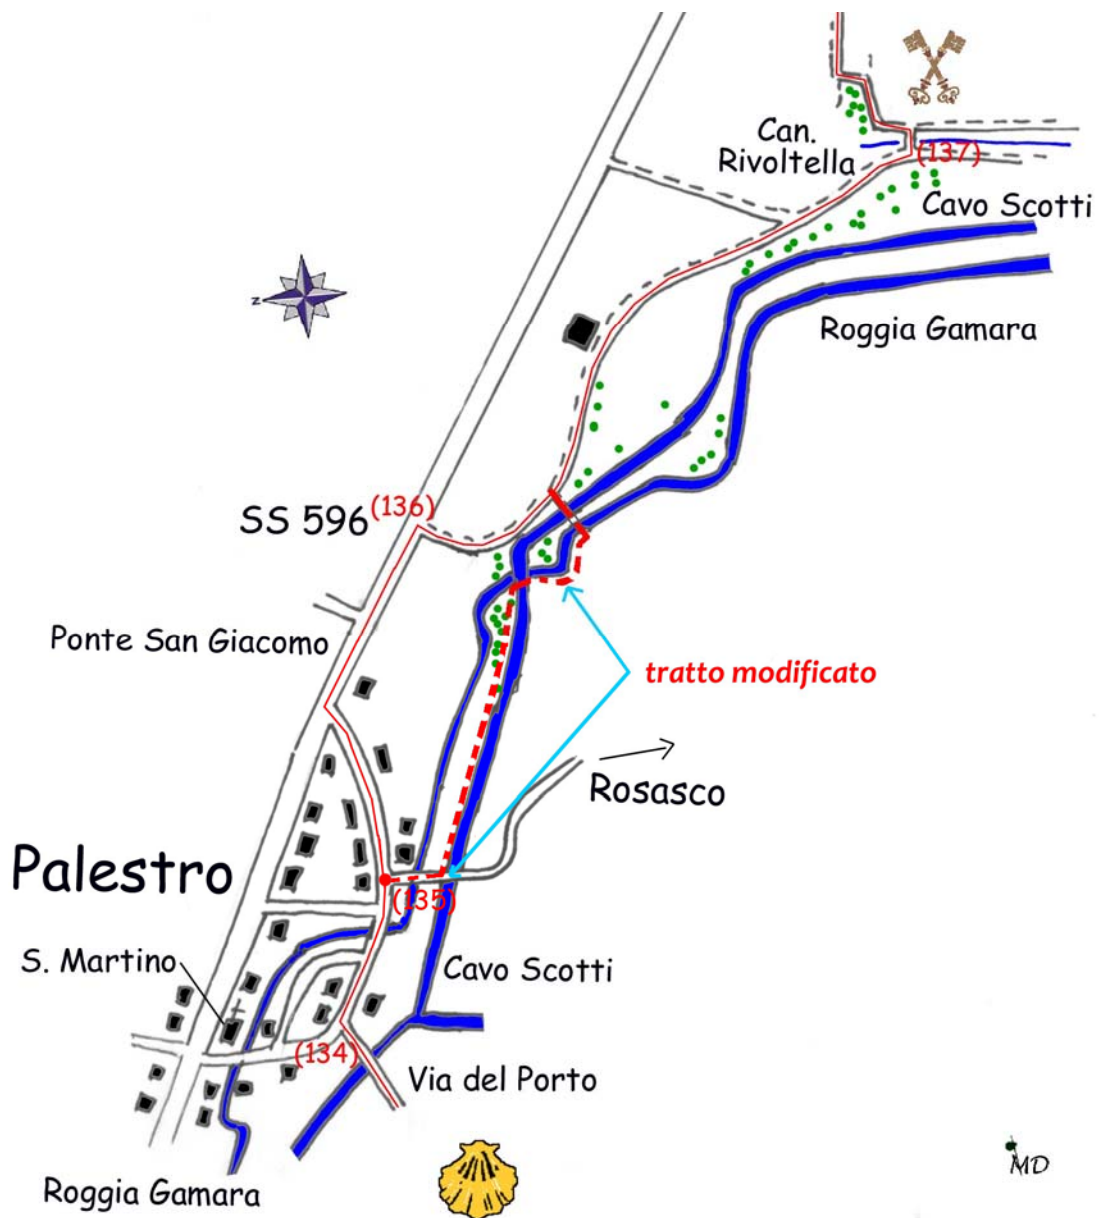 Can.
Rivoltella
(137)
Cavo Scotti
z
Roggia Gamara
SS 596
(136)
Ponte San Giacomo
tratto modificato
Rosasco
Palestro
(135)
S. Martino
Cavo Scotti
(134)
Via del Porto
MD
Roggia Gamara